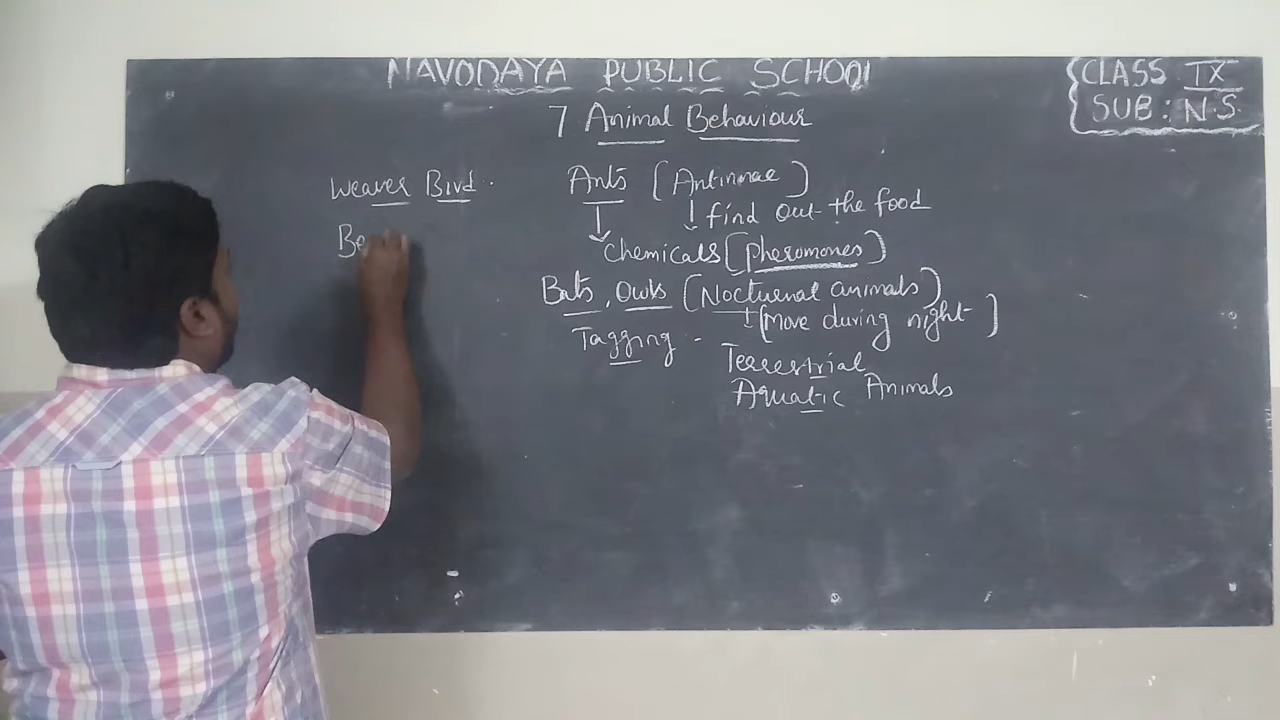 NAVODAYA PUBLIC SCHOOL
CLASS IX
SUB: N.S.
7 Animal Behaviour
Weaver Bird.
Be
Ants (Antinnae)
↓ ↓ find out the food
Chemicals (pheromones)
Bats, Owls (Nocturnal animals)
↓ (Move during night)
Tagging -
Terrestrial
Aquatic Animals